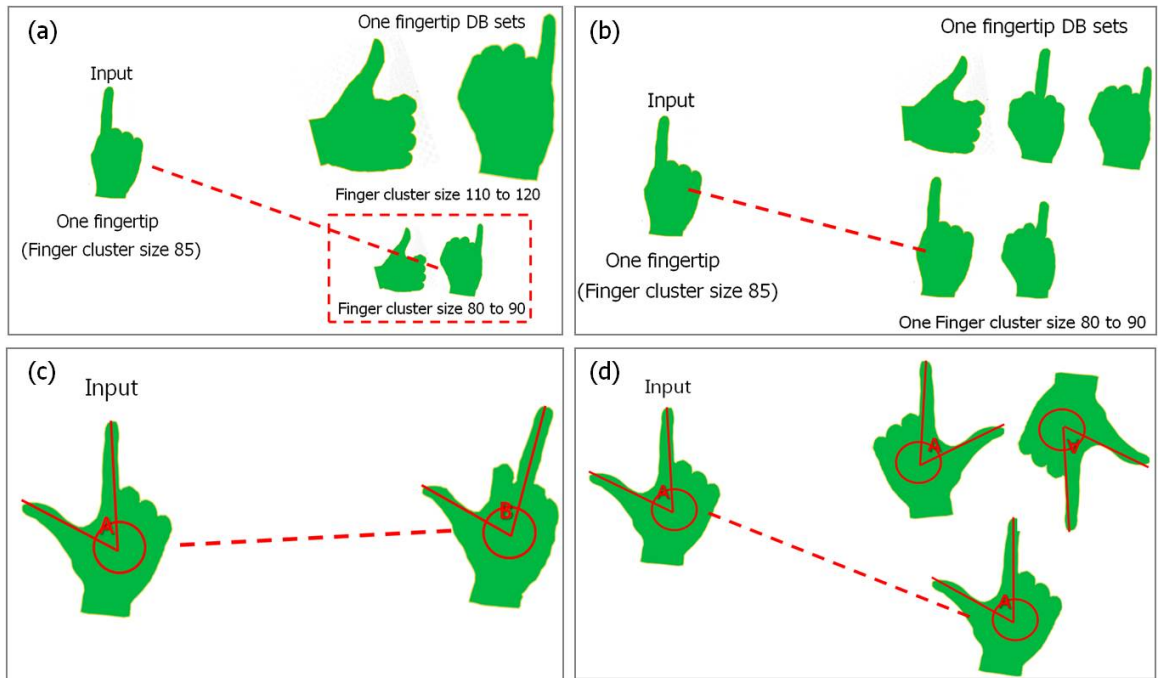 (a)
One fingertip DB sets
Input
One fingertip
(Finger cluster size 85)
Finger cluster size 110 to 120
Finger cluster size 80 to 90
(b)
One fingertip DB sets
Input
One fingertip
(Finger cluster size 85)
One Finger cluster size 80 to 90
(c)
Input
A
B
(d)
Input
A
A
A
A